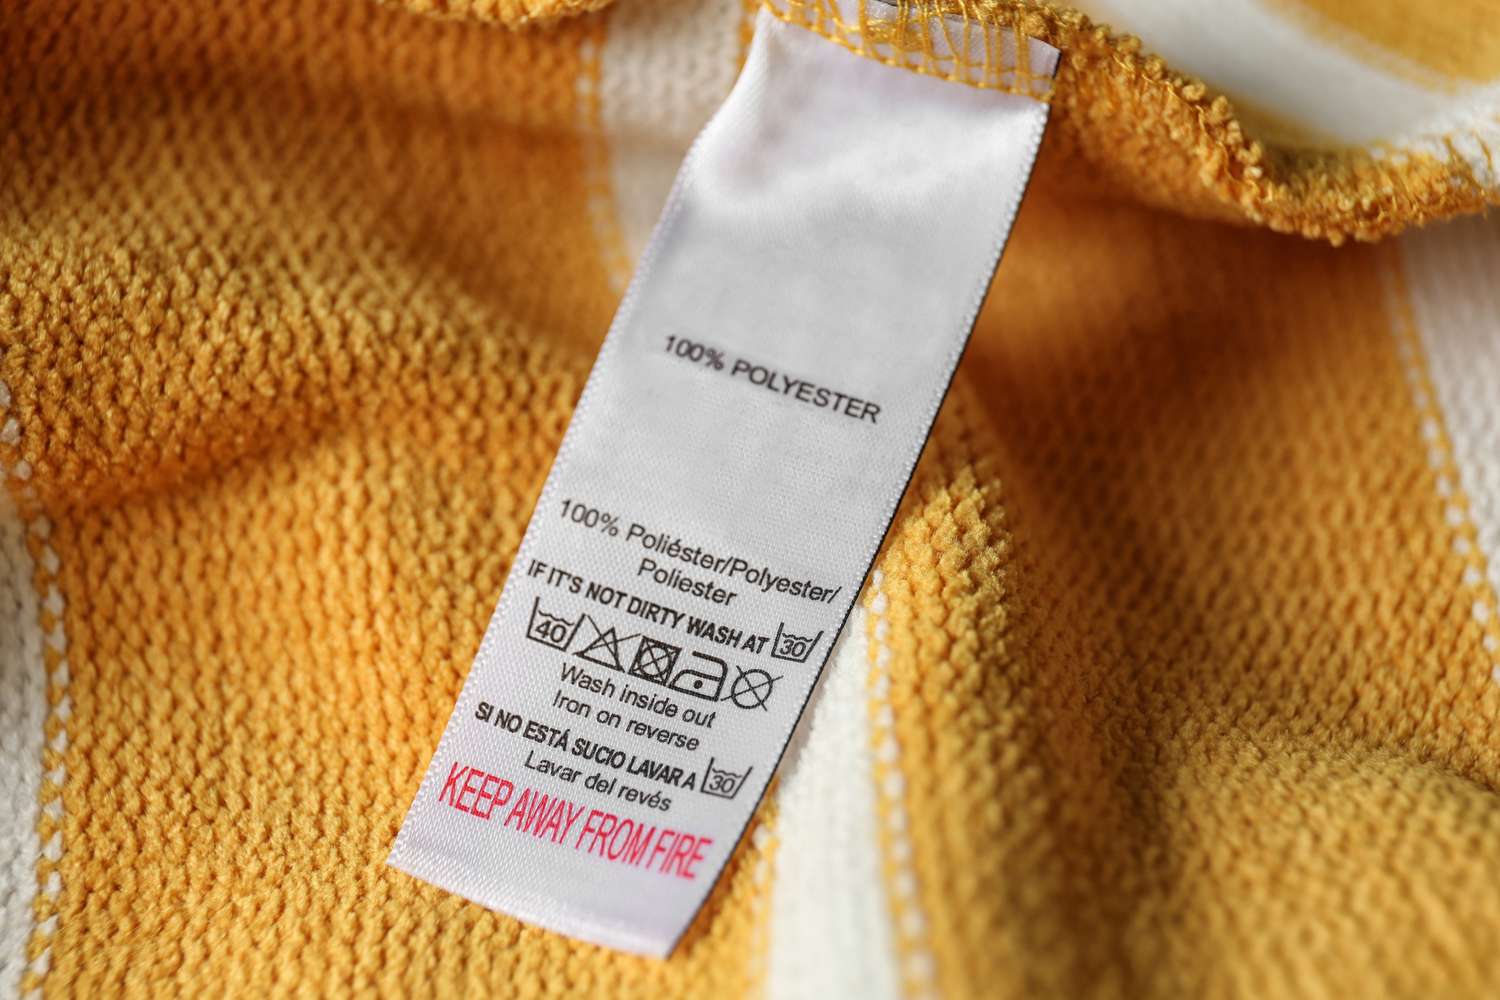 100% POLYESTER
100% Poliéster/Polyester/
Poliester
IF IT'S NOT DIRTY WASH AT 30
40
Wash inside out
Iron on reverse
SI NO ESTÁ SUCIO LAVAR A 30
Lavar del revés
KEEP AWAY FROM FIRE